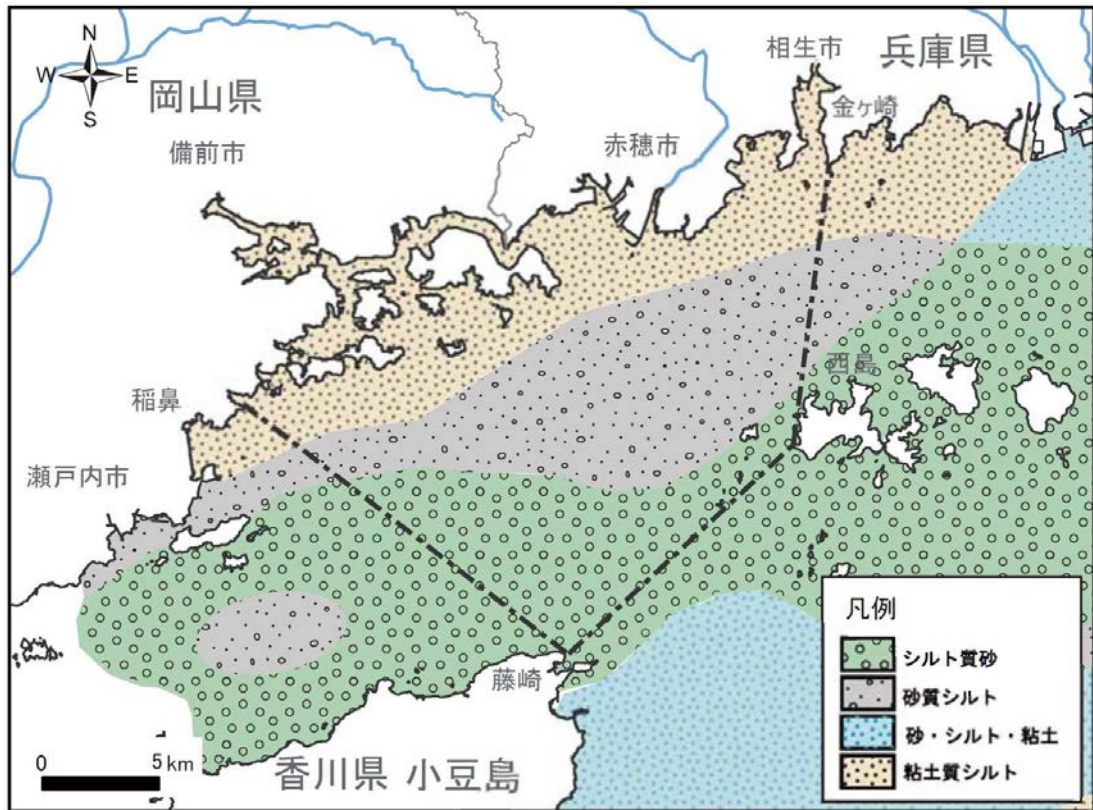 N
W E
S
岡山県
備前市
相生市
兵庫県
金ヶ崎
赤穂市
西島
稲鼻
瀬戸内市
藤崎
香川県 小豆島
0 5 km
凡例
シルト質砂
砂質シルト
砂・シルト・粘土
粘土質シルト